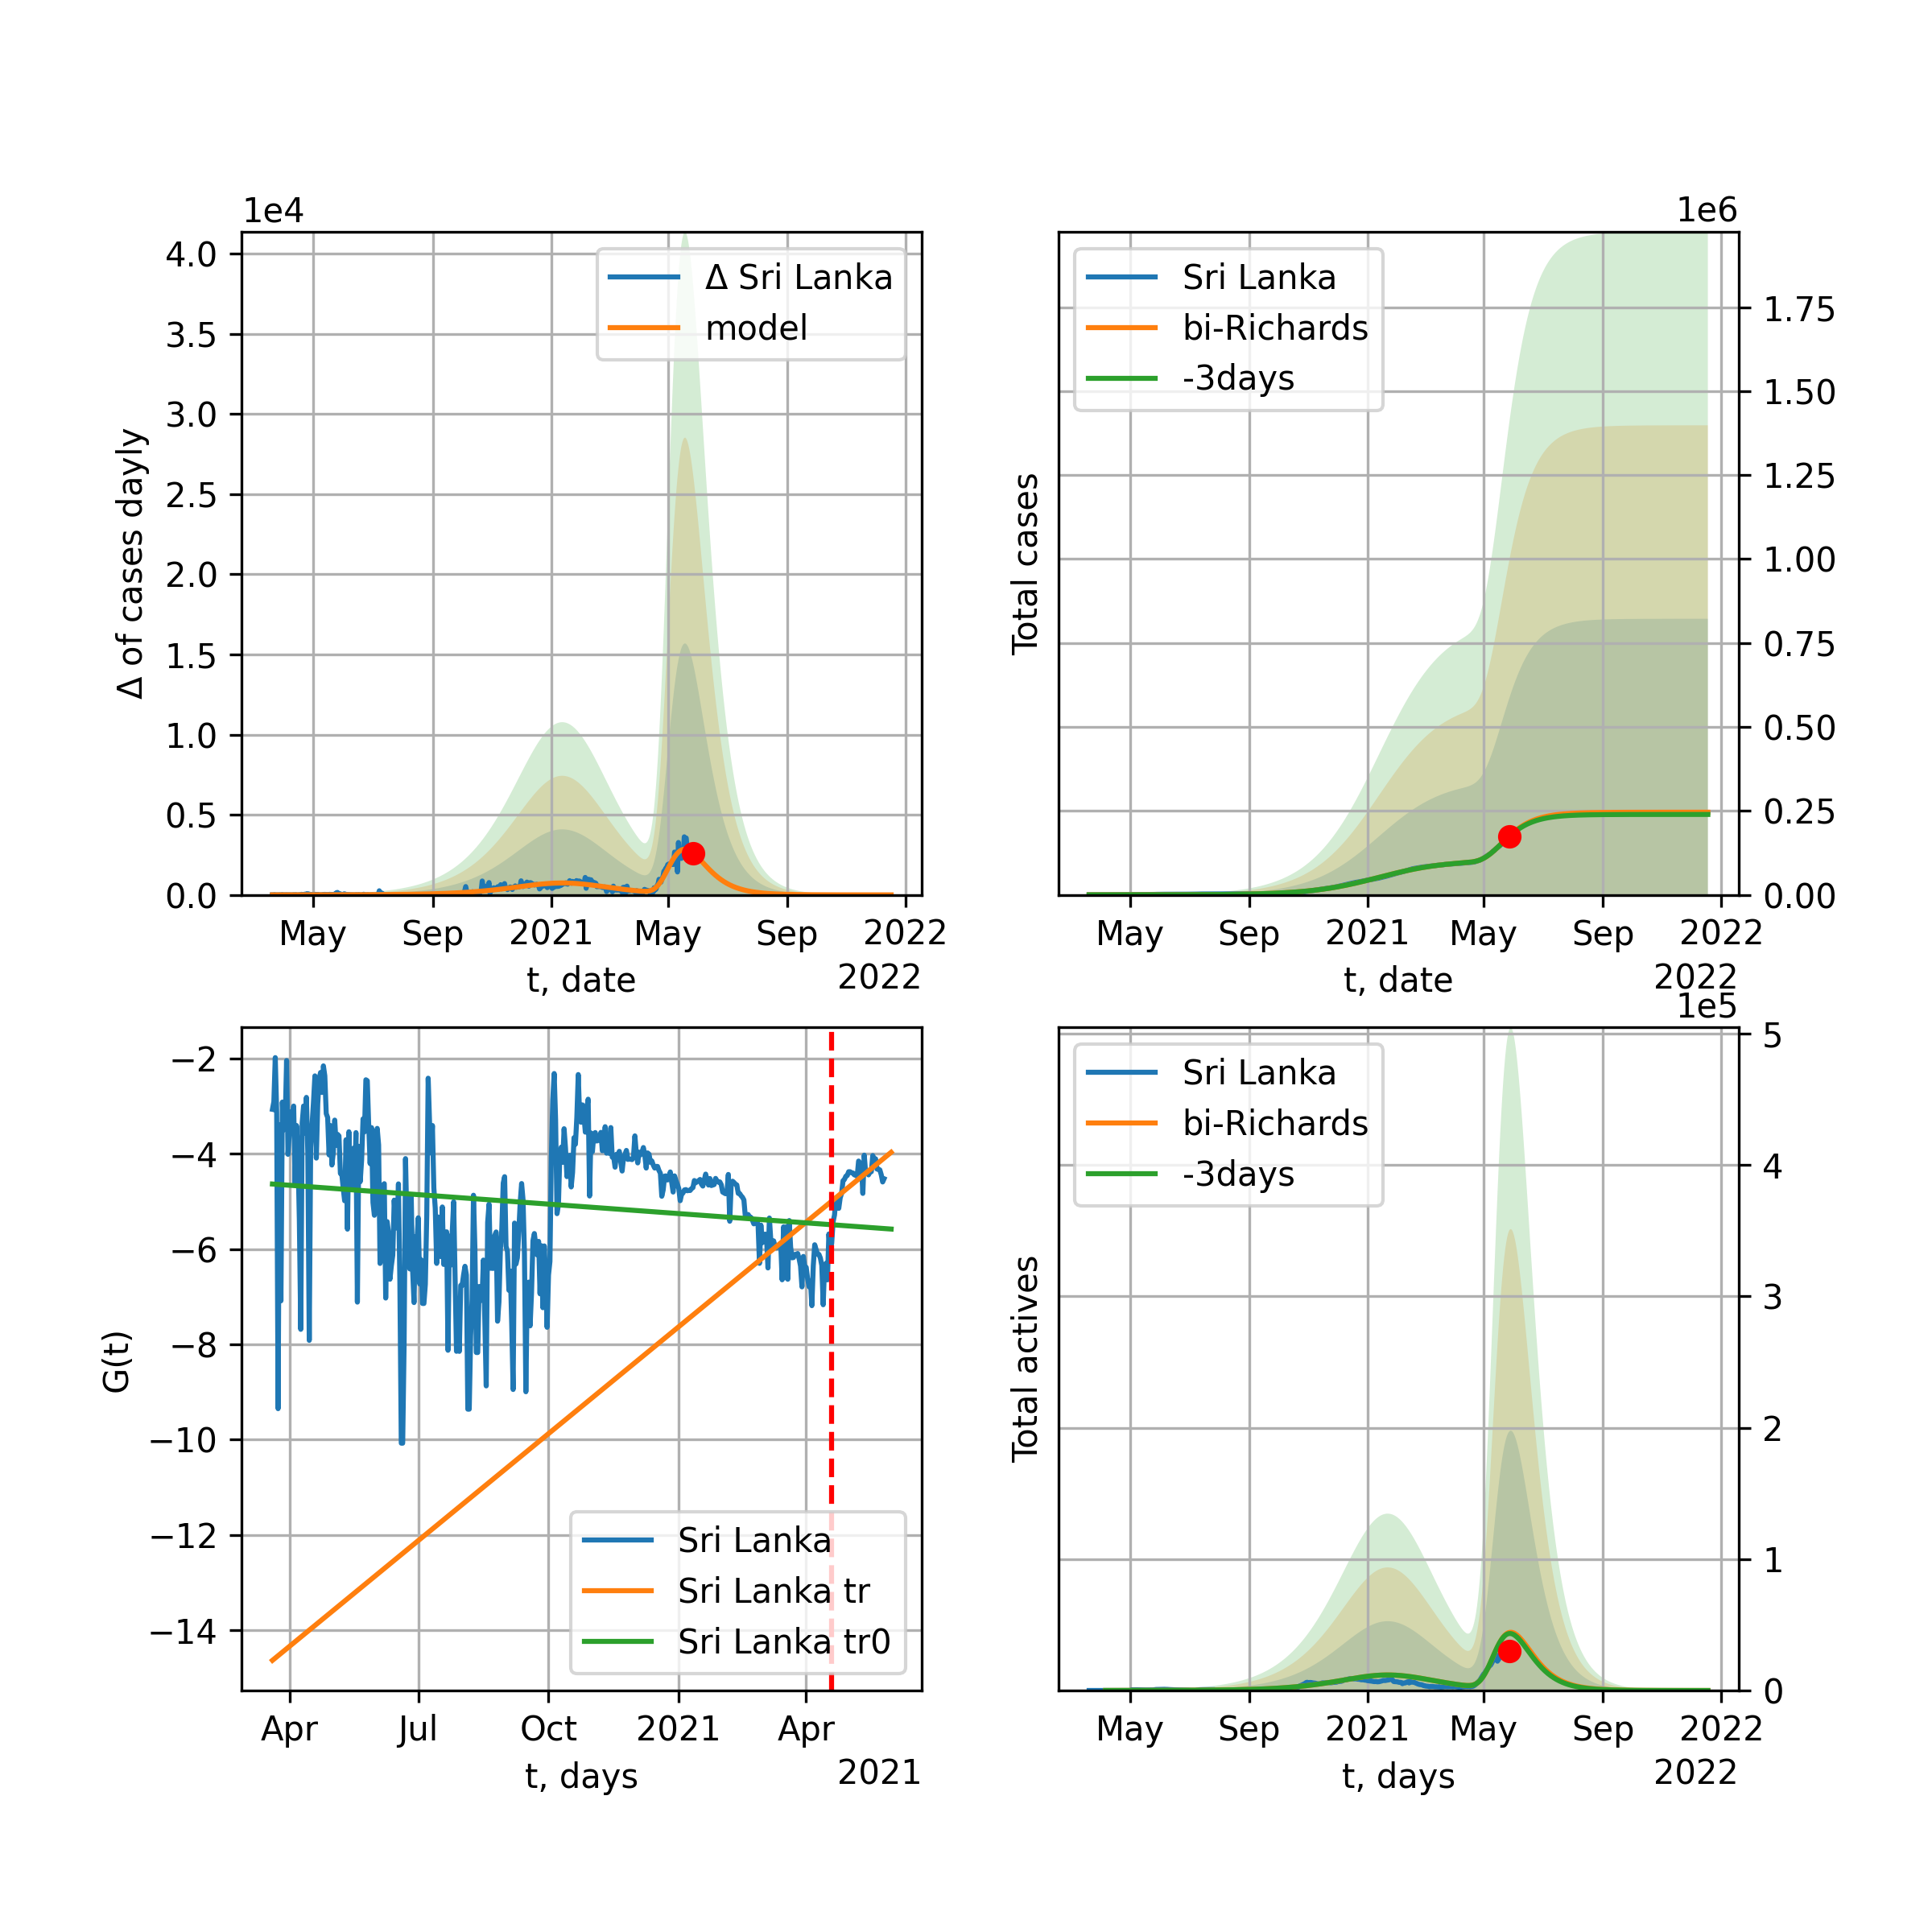 1e4
4.0
3.5
3.0
2.5
2.0
1.5
1.0
0.5
0.0
Δ of cases dayly
Δ Sri Lanka
model
May Sep 2021 May Sep 2022
t, date
2022
1e6
Total cases
Sri Lanka
bi-Richards
-3days
1.75
1.50
1.25
1.00
0.75
0.50
0.25
0.00
May Sep 2021 May Sep 2022
t, date
2022
−2
−4
−6
−8
−10
−12
−14
G(t)
Sri Lanka
Sri Lanka tr
Sri Lanka tr0
Apr Jul Oct 2021 Apr
t, days
2021
1e5
Total actives
Sri Lanka
bi-Richards
-3days
5
4
3
2
1
0
May Sep 2021 May Sep 2022
t, days
2022